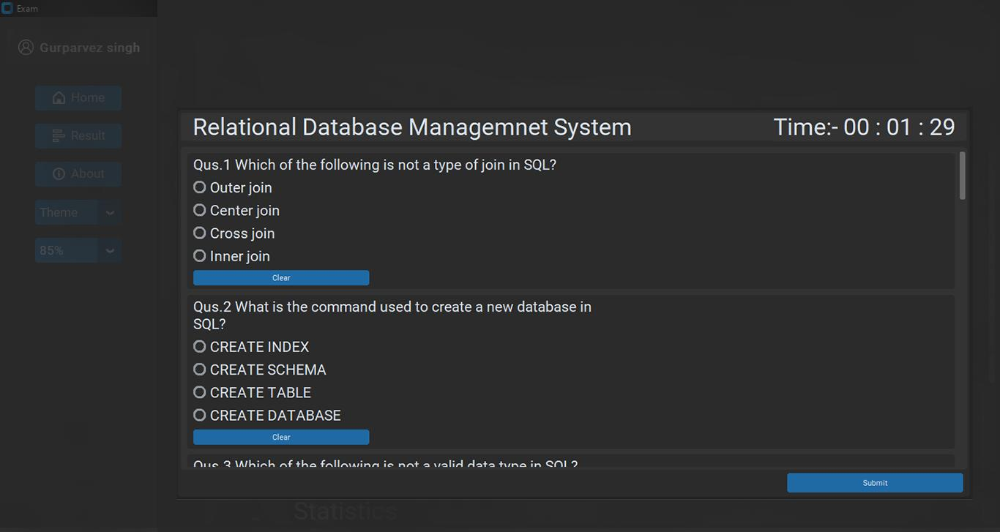 Exam
Gurparvez singh
Home
Result
About
Theme
85%
Relational Database Managemnet System
Time:- 00 : 01 : 29
Qus.1 Which of the following is not a type of join in SQL?
Outer join
Center join
Cross join
Inner join
Clear
Qus.2 What is the command used to create a new database in
SQL?
CREATE INDEX
CREATE SCHEMA
CREATE TABLE
CREATE DATABASE
Clear
Qus.3 Which of the following is not a valid data type in SQL?
Submit
Statistics